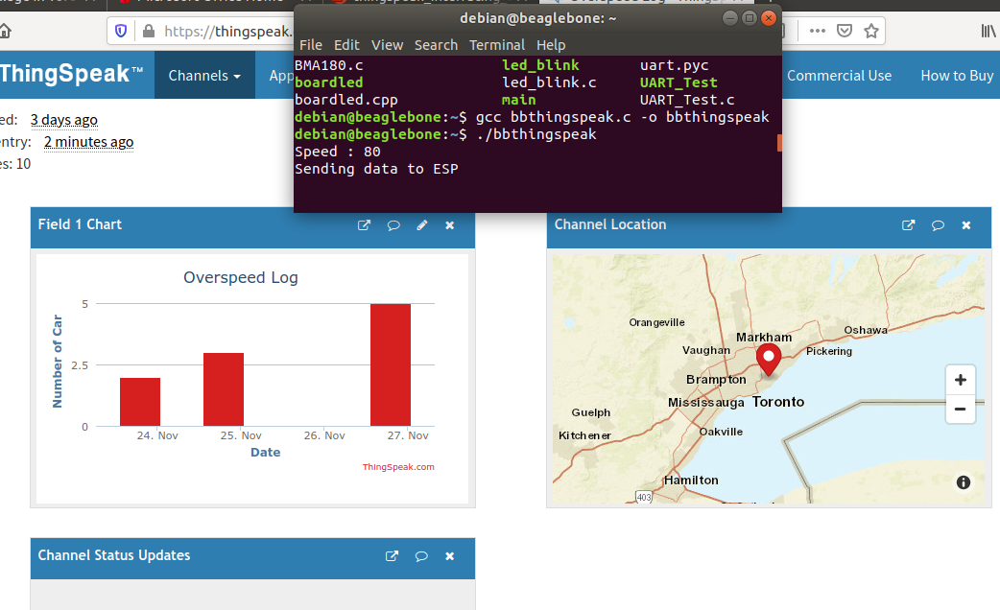 debian@beaglebone: ~
File Edit View Search Terminal Help
BMA180.c led_blink uart.pyc
boardled led_blink.c UART_Test
boardled.cpp main UART_Test.c
debian@beaglebone:~$ gcc bbthingspeak.c -o bbthingspeak
debian@beaglebone:~$ ./bbthingspeak
Speed : 80
Sending data to ESP
https://thingspeak.
ThingSpeak™
Channels
Commercial Use
How to Buy
3 days ago
2 minutes ago
10
Field 1 Chart
Overspeed Log
Number of Car
5
2.5
0
24. Nov 25. Nov 26. Nov 27. Nov
Date
ThingSpeak.com
Channel Location
Orangeville
Markham
Oshawa
Vaughan
Pickering
Brampton
Mississauga
Toronto
Guelph
Oakville
Kitchener
Hamilton
403
+
−
Channel Status Updates